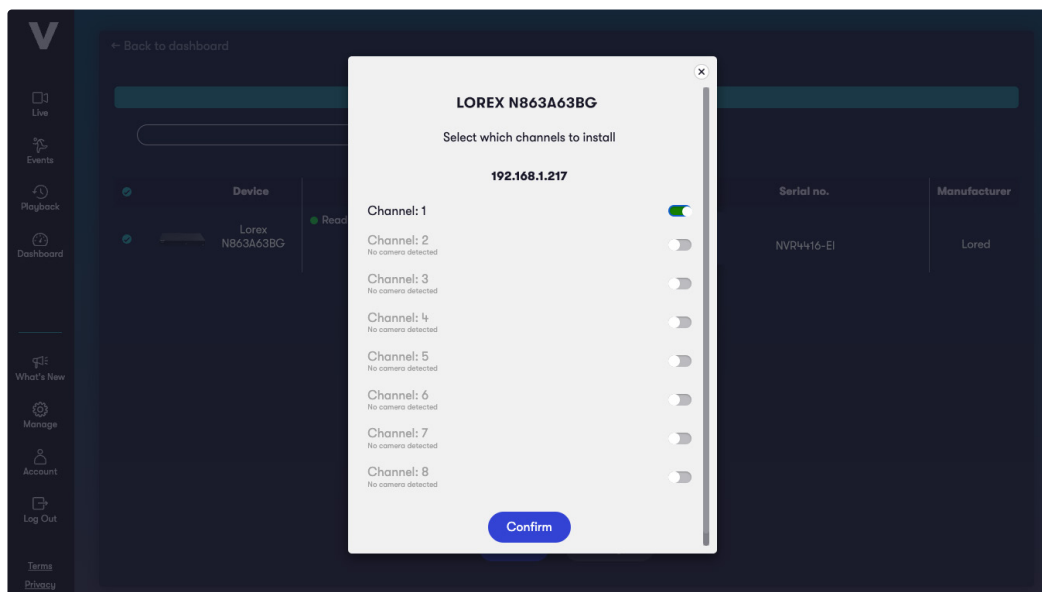 V
← Back to dashboard
Live
Events
Playback
Dashboard
What's New
Manage
Account
Log Out
Terms
Privacy
Device
Serial no.
Manufacturer
Lorex
N863A63BG
Read
NVR4416-EI
Lored
LOREX N863A63BG
Select which channels to install
192.168.1.217
Channel: 1
Channel: 2
No camera detected
Channel: 3
No camera detected
Channel: 4
No camera detected
Channel: 5
No camera detected
Channel: 6
No camera detected
Channel: 7
No camera detected
Channel: 8
No camera detected
Confirm